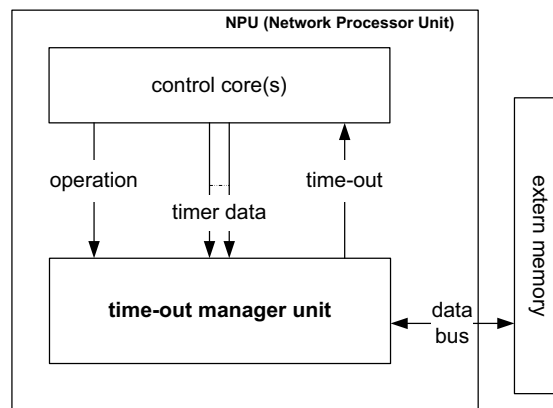 NPU (Network Processor Unit)
control core(s)
operation
time-out
timer data
time-out manager unit
data
bus
extern memory